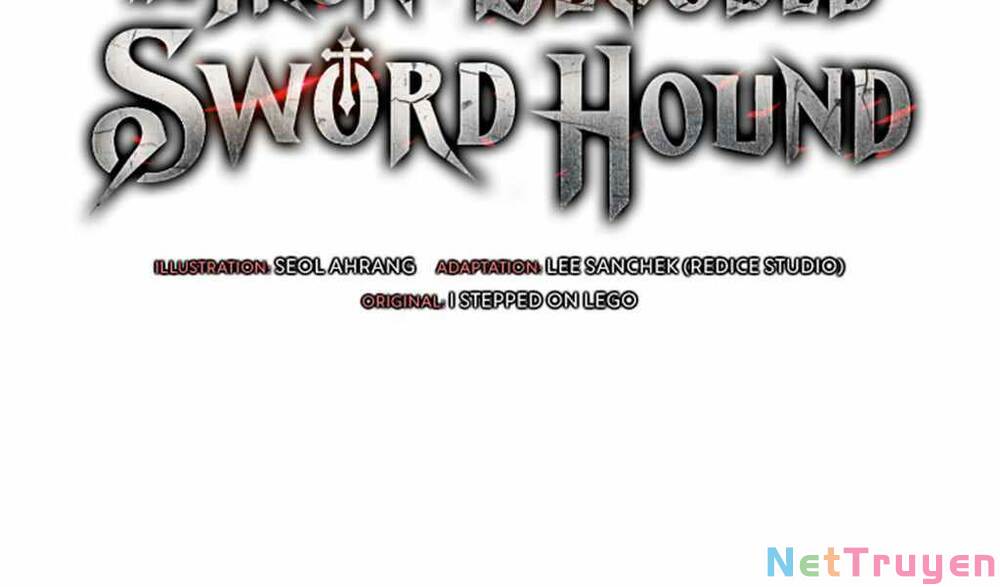 SWORD HOUND
ILLUSTRATION: SEOL AHRANG ADAPTATION: LEE SANCHEK (REDICE STUDIO)
ORIGINAL: I STEPPED ON LEGO
NetTruyen